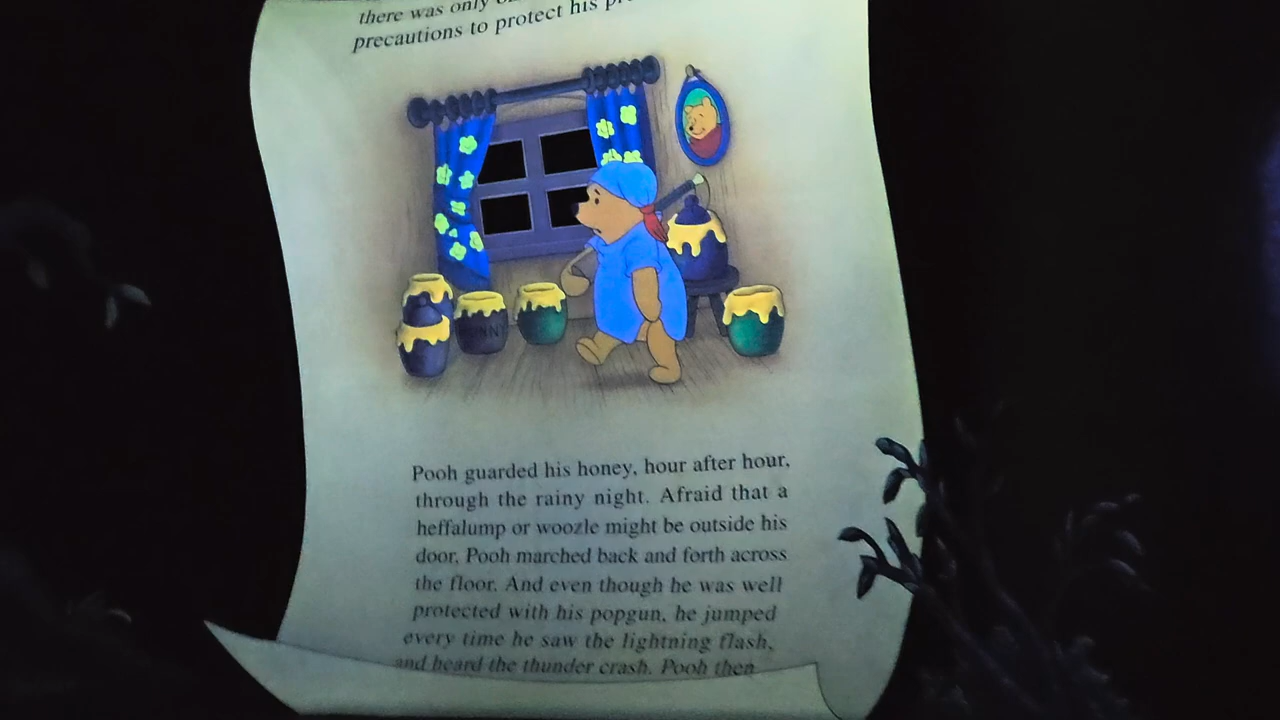 there was only
precautions to protect his
Pooh guarded his honey, hour after hour,
through the rainy night. Afraid that a
heffalump or woozle might be outside his
door, Pooh marched back and forth across
the floor. And even though he was well
protected with his popgun, he jumped
every time he saw the lightning flash,
and heard the thunder crash. Pooh then